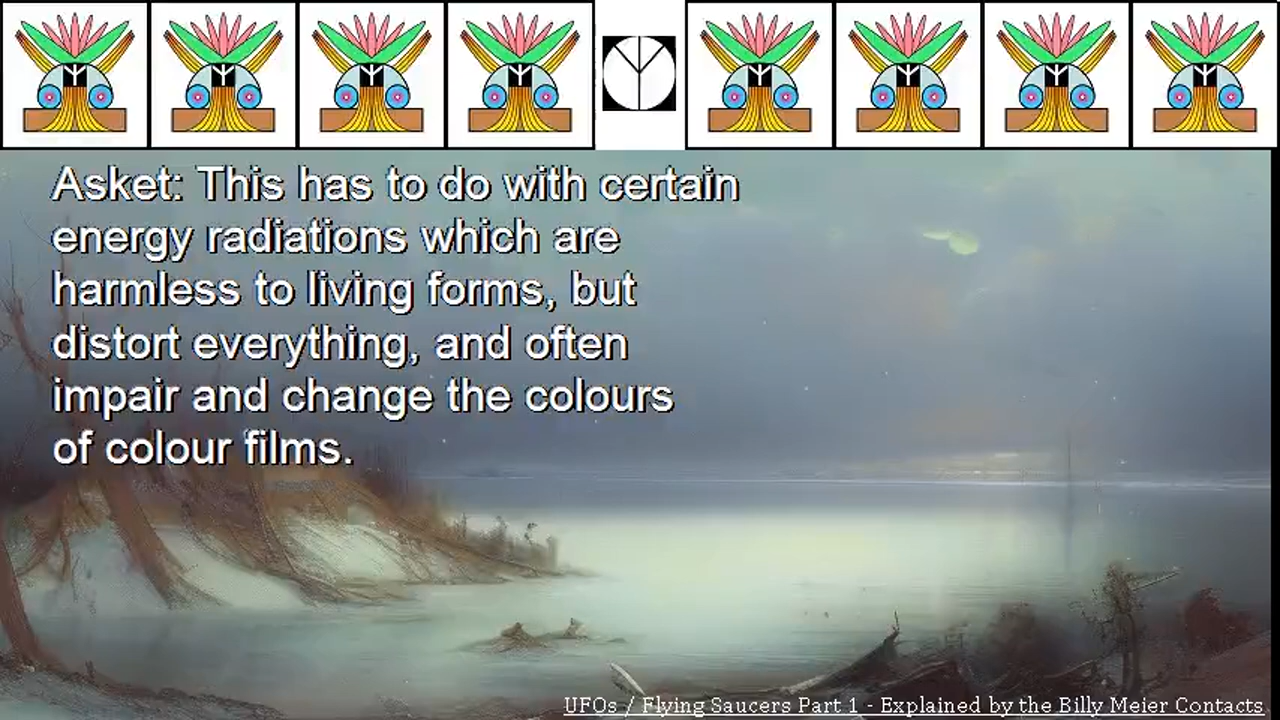 Asket: This has to do with certain
energy radiations which are
harmless to living forms, but
distort everything, and often
impair and change the colours
of colour films.
UFOs / Flying Saucers Part 1 - Explained by the Billy Meier Contacts